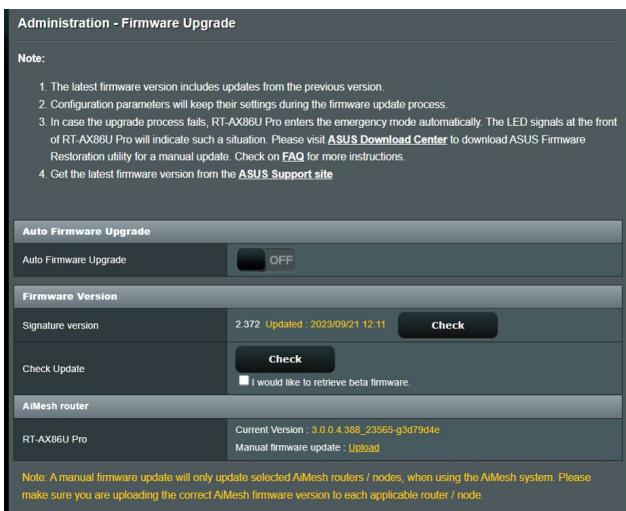 Administration - Firmware Upgrade
Note:
1. The latest firmware version includes updates from the previous version.
2. Configuration parameters will keep their settings during the firmware update process.
3. In case the upgrade process fails, RT-AX86U Pro enters the emergency mode automatically. The LED signals at the front
of RT-AX86U Pro will indicate such a situation. Please visit ASUS Download Center to download ASUS Firmware
Restoration utility for a manual update. Check on FAQ for more instructions.
4. Get the latest firmware version from the ASUS Support site
Auto Firmware Upgrade
Auto Firmware Upgrade OFF
Firmware Version
Signature version 2.372 Updated : 2023/09/21 12:11 Check
Check Update Check
I would like to retrieve beta firmware.
AiMesh router
RT-AX86U Pro Current Version : 3.0.0.4.388_23565-g3d79d4e
Manual firmware update : Upload
Note: A manual firmware update will only update selected AiMesh routers / nodes, when using the AiMesh system. Please
make sure you are uploading the correct AiMesh firmware version to each applicable router / node.